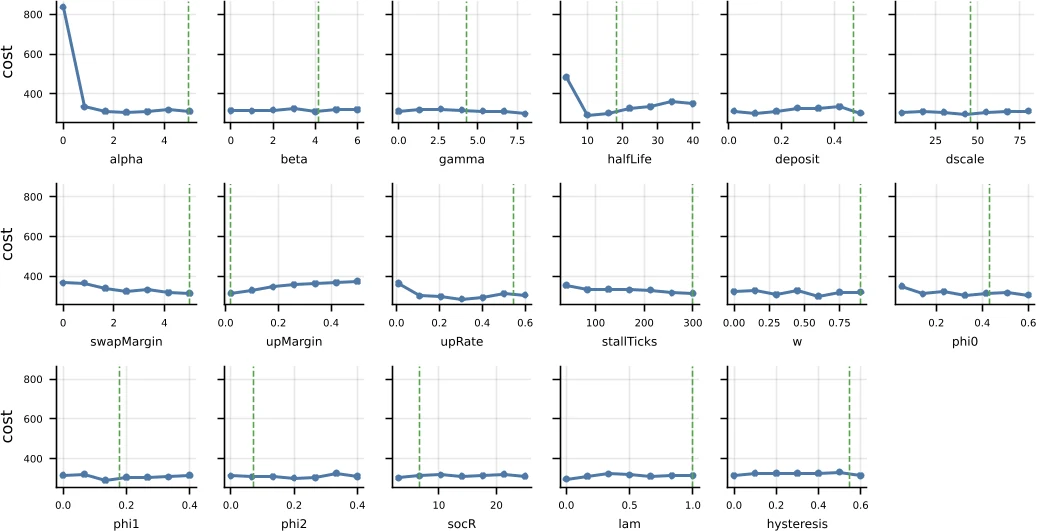 800
600
400
cost
0 2 4
0 2 4 6
0.0 2.5 5.0 7.5
10 20 30 40
0.0 0.2 0.4
25 50 75
alpha beta gamma halfLife deposit dscale
800
600
400
cost
0 2 4
0.0 0.2 0.4
0.0 0.2 0.4 0.6
100 200 300
0.00 0.25 0.50 0.75
0.2 0.4 0.6
swapMargin upMargin upRate stallTicks w phi0
800
600
400
cost
0.0 0.2 0.4
0.0 0.2 0.4
10 20
0.0 0.5 1.0
0.0 0.2 0.4 0.6
phi1 phi2 socR lam hysteresis